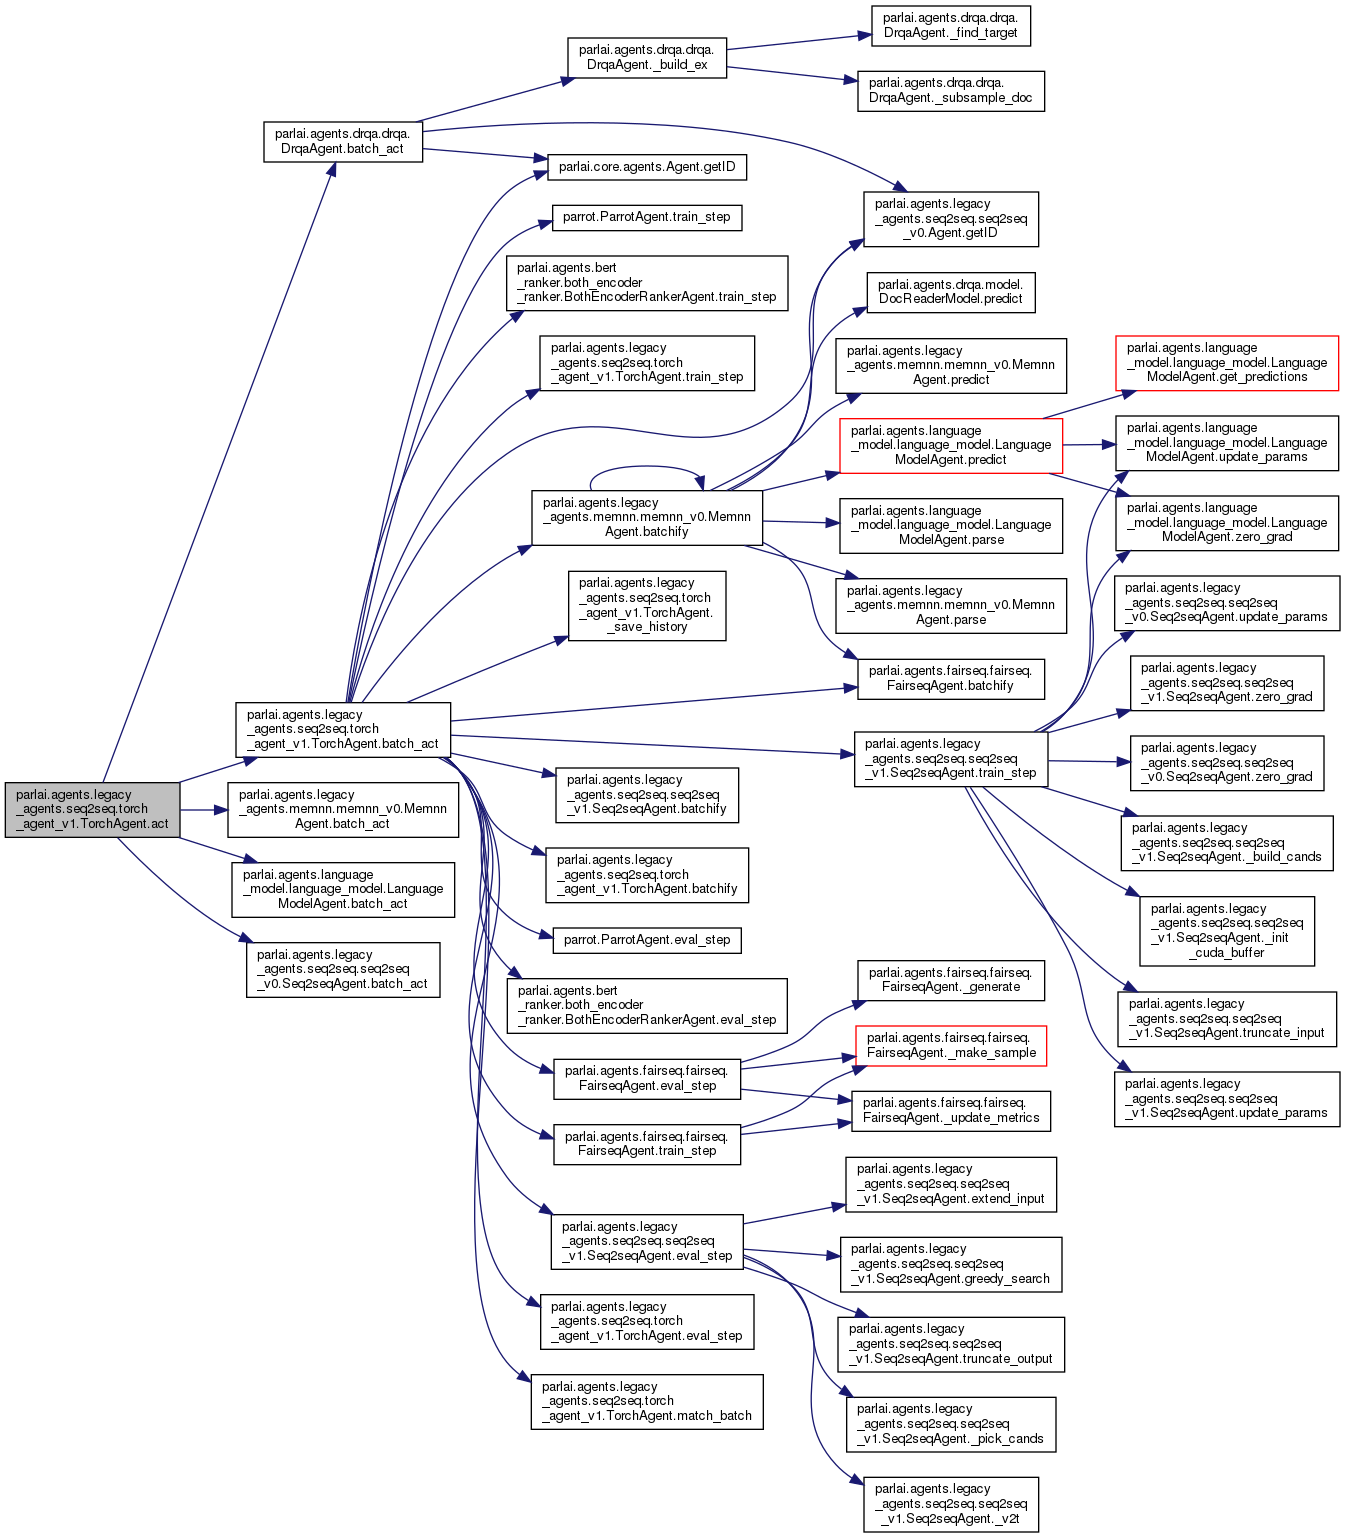 parlai.agents.legacy
_agents.seq2seq.torch
_agent_v1.TorchAgent.act
parlai.agents.drqa.drqa.
DrqaAgent.batch_act
parlai.agents.legacy
_agents.seq2seq.torch
_agent_v1.TorchAgent.batch_act
parlai.agents.legacy
_agents.memnn.memnn_v0.Memnn
Agent.batch_act
parlai.agents.language
_model.language_model.Language
ModelAgent.batch_act
parlai.agents.legacy
_agents.seq2seq.seq2seq
_v0.Seq2seqAgent.batch_act
parlai.agents.drqa.drqa.
DrqaAgent._build_ex
parlai.core.agents.Agent.getID
parrot.ParrotAgent.train_step
parlai.agents.bert
_ranker.both_encoder
_ranker.BothEncoderRankerAgent.train_step
parlai.agents.legacy
_agents.seq2seq.torch
_agent_v1.TorchAgent.train_step
parlai.agents.legacy
_agents.memnn.memnn_v0.Memnn
Agent.batchify
parlai.agents.legacy
_agents.seq2seq.torch
_agent_v1.TorchAgent.
_save_history
parlai.agents.legacy
_agents.seq2seq.seq2seq
_v1.Seq2seqAgent.batchify
parlai.agents.legacy
_agents.seq2seq.torch
_agent_v1.TorchAgent.batchify
parrot.ParrotAgent.eval_step
parlai.agents.bert
_ranker.both_encoder
_ranker.BothEncoderRankerAgent.eval_step
parlai.agents.fairseq.fairseq.
FairseqAgent.eval_step
parlai.agents.fairseq.fairseq.
FairseqAgent.train_step
parlai.agents.legacy
_agents.seq2seq.seq2seq
_v1.Seq2seqAgent.eval_step
parlai.agents.legacy
_agents.seq2seq.torch
_agent_v1.TorchAgent.eval_step
parlai.agents.legacy
_agents.seq2seq.torch
_agent_v1.TorchAgent.match_batch
parlai.agents.drqa.drqa.
DrqaAgent._find_target
parlai.agents.drqa.drqa.
DrqaAgent._subsample_doc
parlai.agents.legacy
_agents.seq2seq.seq2seq
_v0.Agent.getID
parlai.agents.drqa.model.
DocReaderModel.predict
parlai.agents.legacy
_agents.memnn.memnn_v0.Memnn
Agent.predict
parlai.agents.language
_model.language_model.Language
ModelAgent.predict
parlai.agents.language
_model.language_model.Language
ModelAgent.parse
parlai.agents.legacy
_agents.memnn.memnn_v0.Memnn
Agent.parse
parlai.agents.fairseq.fairseq.
FairseqAgent.batchify
parlai.agents.legacy
_agents.seq2seq.seq2seq
_v1.Seq2seqAgent.train_step
parlai.agents.fairseq.fairseq.
FairseqAgent._generate
parlai.agents.fairseq.fairseq.
FairseqAgent._make_sample
parlai.agents.fairseq.fairseq.
FairseqAgent._update_metrics
parlai.agents.legacy
_agents.seq2seq.seq2seq
_v1.Seq2seqAgent.extend_input
parlai.agents.legacy
_agents.seq2seq.seq2seq
_v1.Seq2seqAgent.greedy_search
parlai.agents.legacy
_agents.seq2seq.seq2seq
_v1.Seq2seqAgent.truncate_output
parlai.agents.legacy
_agents.seq2seq.seq2seq
_v1.Seq2seqAgent._pick_cands
parlai.agents.legacy
_agents.seq2seq.seq2seq
_v1.Seq2seqAgent._v2t
parlai.agents.language
_model.language_model.Language
ModelAgent.get_predictions
parlai.agents.language
_model.language_model.Language
ModelAgent.update_params
parlai.agents.language
_model.language_model.Language
ModelAgent.zero_grad
parlai.agents.legacy
_agents.seq2seq.seq2seq
_v0.Seq2seqAgent.update_params
parlai.agents.legacy
_agents.seq2seq.seq2seq
_v1.Seq2seqAgent.zero_grad
parlai.agents.legacy
_agents.seq2seq.seq2seq
_v0.Seq2seqAgent.zero_grad
parlai.agents.legacy
_agents.seq2seq.seq2seq
_v1.Seq2seqAgent._build_cands
parlai.agents.legacy
_agents.seq2seq.seq2seq
_v1.Seq2seqAgent._init
_cuda_buffer
parlai.agents.legacy
_agents.seq2seq.seq2seq
_v1.Seq2seqAgent.truncate_input
parlai.agents.legacy
_agents.seq2seq.seq2seq
_v1.Seq2seqAgent.update_params